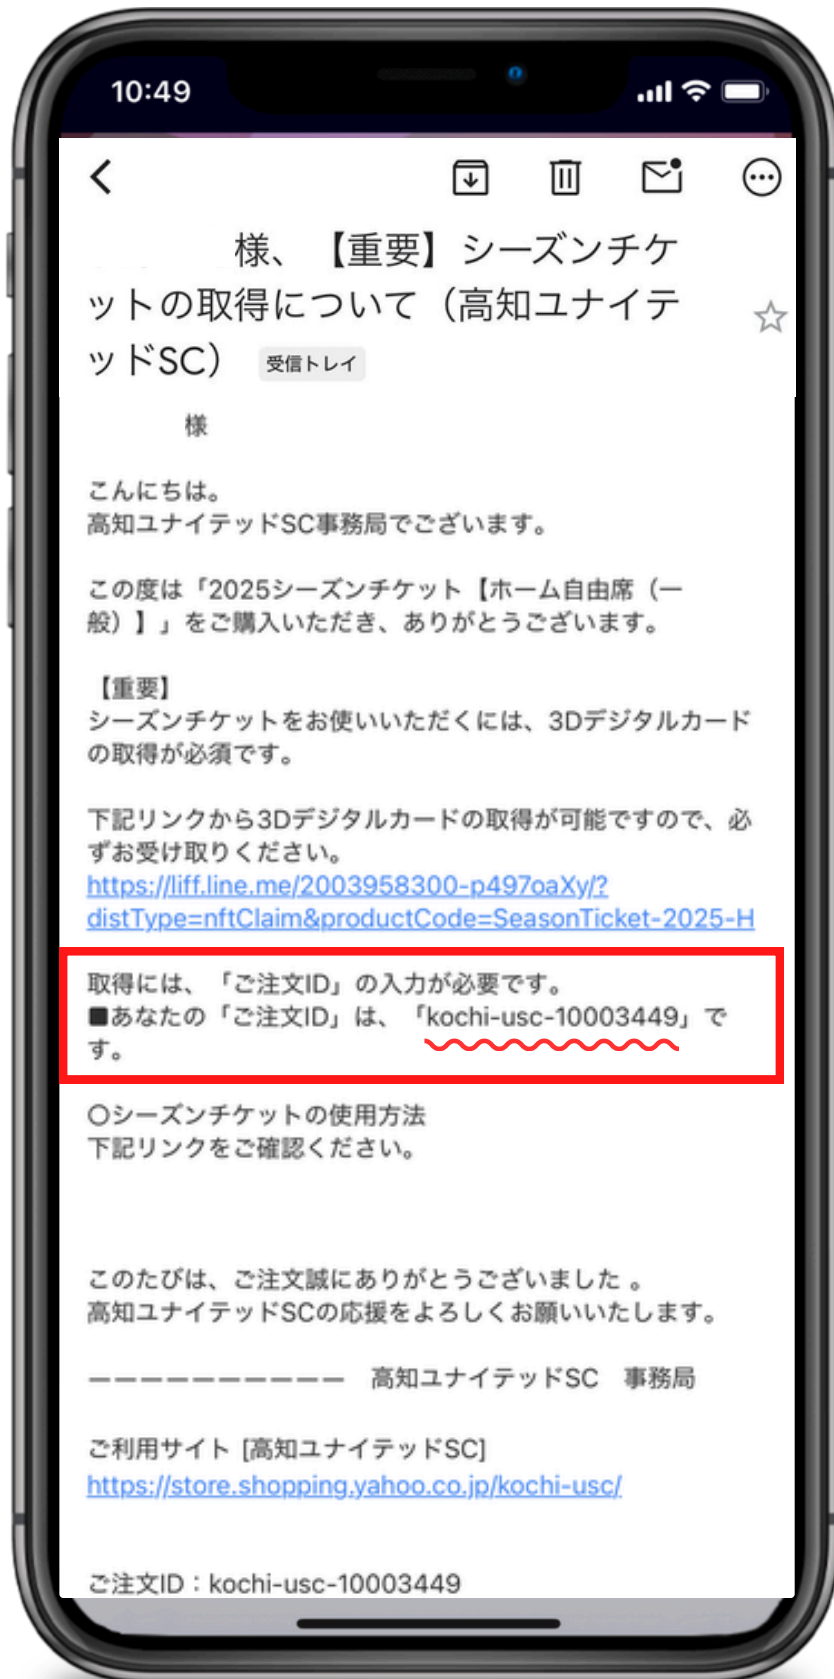 10:49
様、【重要】シーズンチケ
ットの取得について（高知ユナイテ
ッドSC）
受信トレイ
様
こんにちは。
高知ユナイテッドSC事務局でございます。
この度は「2025シーズンチケット【ホーム自由席（一
般）】」をご購入いただき、ありがとうございます。
【重要】
シーズンチケットをお使いいただくには、3Dデジタルカード
の取得が必須です。
下記リンクから3Dデジタルカードの取得が可能ですので、必
ずお受け取りください。
https://liff.line.me/2003958300-p497oaXy/?
distType=nftClaim&productCode=SeasonTicket-2025-H
取得には、「ご注文ID」の入力が必要です。
■あなたの「ご注文ID」は、「kochi-usc-10003449」で
す。
〇シーズンチケットの使用方法
下記リンクをご確認ください。
このたびは、ご注文誠にありがとうございました 。
高知ユナイテッドSCの応援をよろしくお願いいたします。
ーーーーーーーーーー　高知ユナイテッドSC　事務局
ご利用サイト [高知ユナイテッドSC]
https://store.shopping.yahoo.co.jp/kochi-usc/
ご注文ID：kochi-usc-10003449